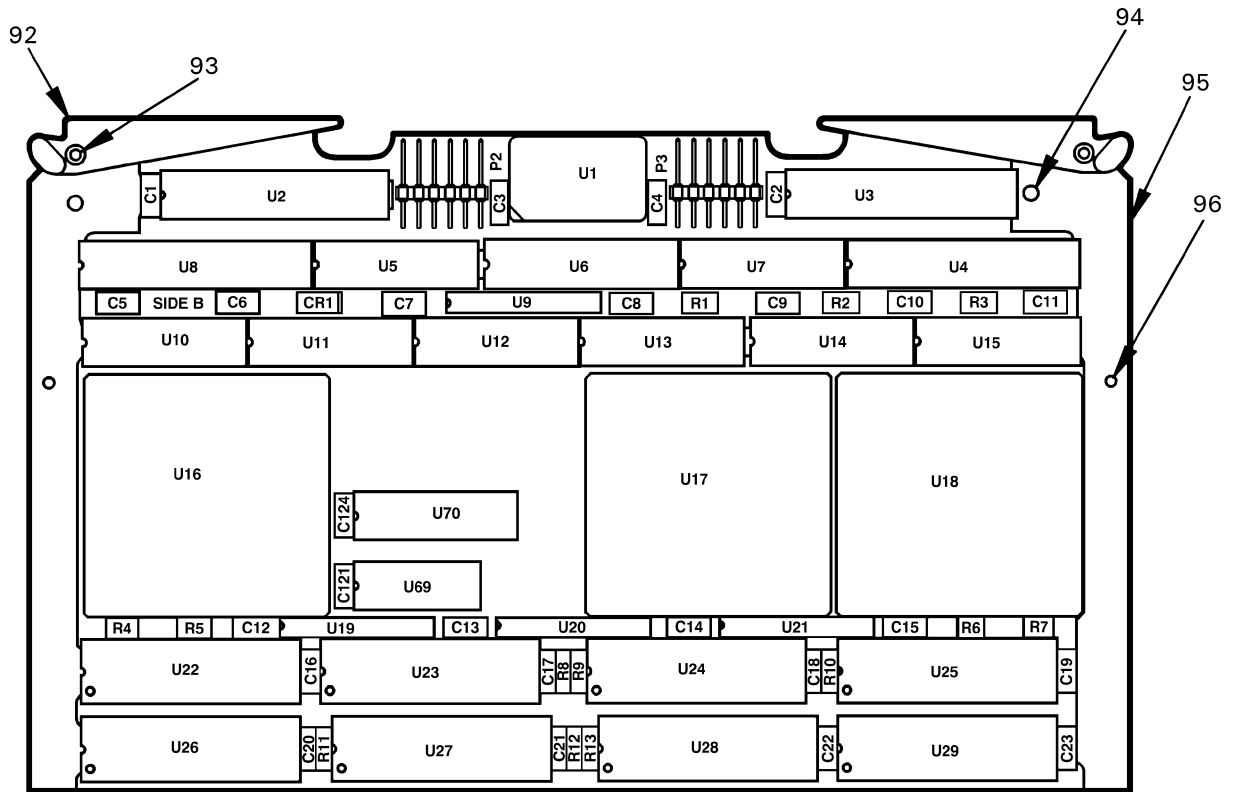 94
92
93
95
P2
P3
U1
C1
U2
C3
C4
C2
U3
96
U8
U5
U6
U7
U4
C5
SIDE B
C6
CR1
C7
U9
C8
R1
C9
R2
C10
R3
C11
U10
U11
U12
U13
U14
U15
U16
U17
U18
C124
U70
C121
U69
R4
R5
C12
U19
C13
U20
C14
U21
C15
R6
R7
U22
C16
U23
C17
R8
R9
U24
C18
R10
U25
C19
U26
C20
R11
U27
C21
R12
R13
U28
C22
U29
C23